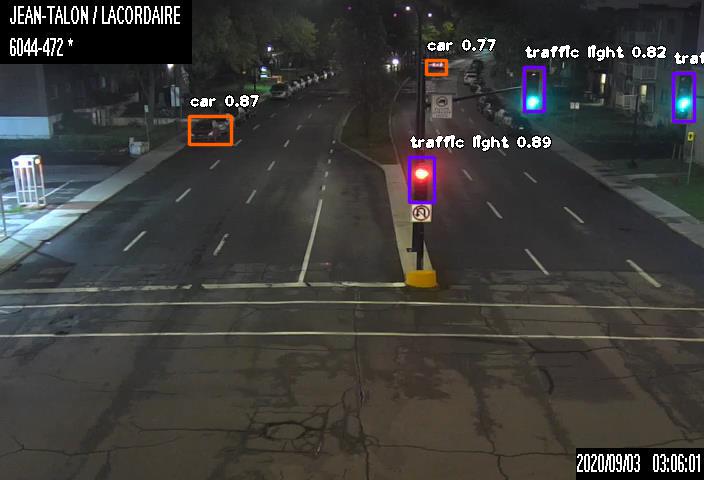 JEAN-TALON / LACORDAIRE
6044-472 *
car 0.77
traffic light 0.82
traf
car 0.87
traffic light 0.89
2020/09/03 03:06:01